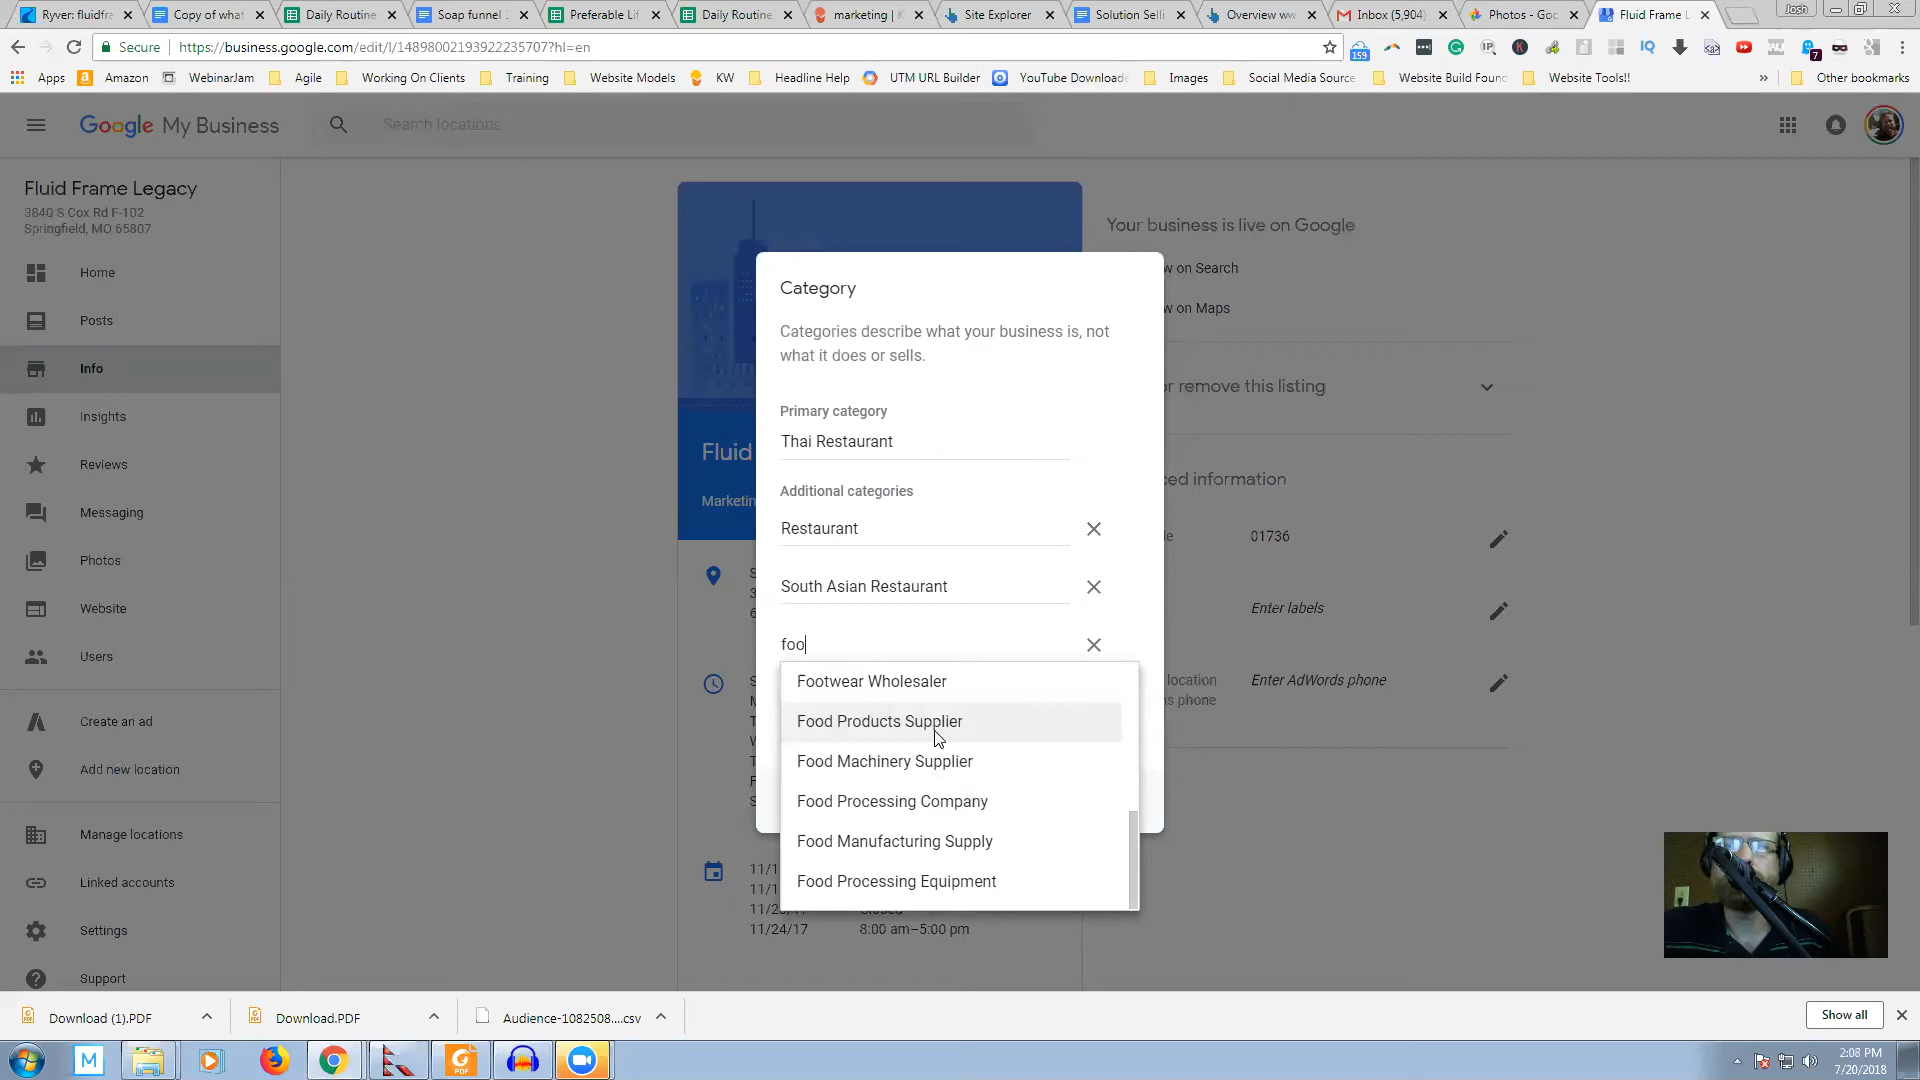 Ryver: fluidfra
Copy of what
Daily Routine
Soap funnel
Preferable Lif
Daily Routine
marketing | K
Site Explorer
Solution Selli
Overview ww
Inbox (5,904)
Photos - Goo
Fluid Frame L
Josh
Secure
https://business.google.com/edit/l/14898002193922235707?hl=en
159
7
Apps
Amazon
WebinarJam
Agile
Working On Clients
Training
Website Models
KW
Headline Help
UTM URL Builder
YouTube Downloade
Images
Social Media Source
Website Build Foun
Website Tools!!
Other bookmarks
Google My Business
Search locations
Fluid Frame Legacy
3840 S Cox Rd F-102
Springfield, MO 65807
Home
Posts
Info
Insights
Reviews
Messaging
Photos
Website
Users
Create an ad
Add new location
Manage locations
Linked accounts
Settings
Support
Fluid
Marketin
Your business is live on Google
w on Search
w on Maps
or remove this listing
ced information
01736
Enter labels
location
s phone
Enter AdWords phone
Category
Categories describe what your business is, not
what it does or sells.
Primary category
Thai Restaurant
Additional categories
Restaurant
South Asian Restaurant
foo
Footwear Wholesaler
Food Products Supplier
Food Machinery Supplier
Food Processing Company
Food Manufacturing Supply
Food Processing Equipment
11/24/17
8:00 am–5:00 pm
Download (1).PDF
Download.PDF
Audience-1082508....csv
Show all
M
PDF
2:08 PM
7/20/2018